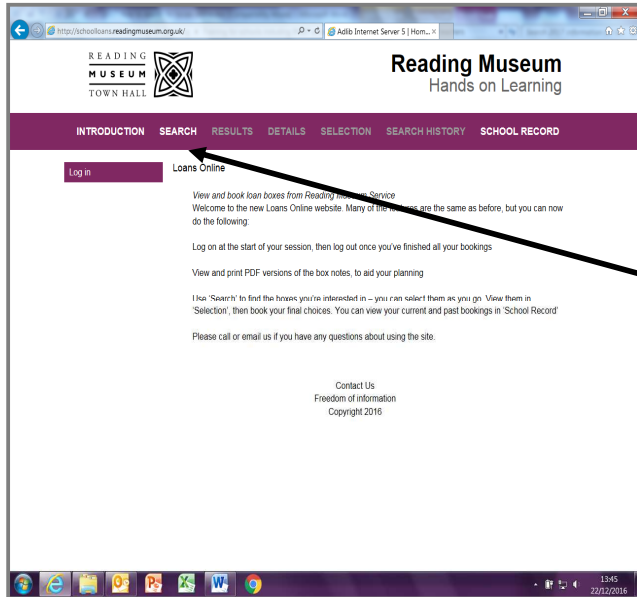 http://schoolloans.readingmuseum.org.uk/
Adlib Internet Server 5 | Hom...
READING
MUSEUM
TOWN HALL
Reading Museum
Hands on Learning
INTRODUCTION SEARCH RESULTS DETAILS SELECTION SEARCH HISTORY SCHOOL RECORD
Log in
Loans Online
View and book loan boxes from Reading Museum Service
Welcome to the new Loans Online website. Many of the features are the same as before, but you can now
do the following:
Log on at the start of your session, then log out once you've finished all your bookings
View and print PDF versions of the box notes, to aid your planning
Use 'Search' to find the boxes you're interested in – you can select them as you go. View them in
'Selection', then book your final choices. You can view your current and past bookings in 'School Record'
Please call or email us if you have any questions about using the site.
Contact Us
Freedom of information
Copyright 2016
13:45
22/12/2016